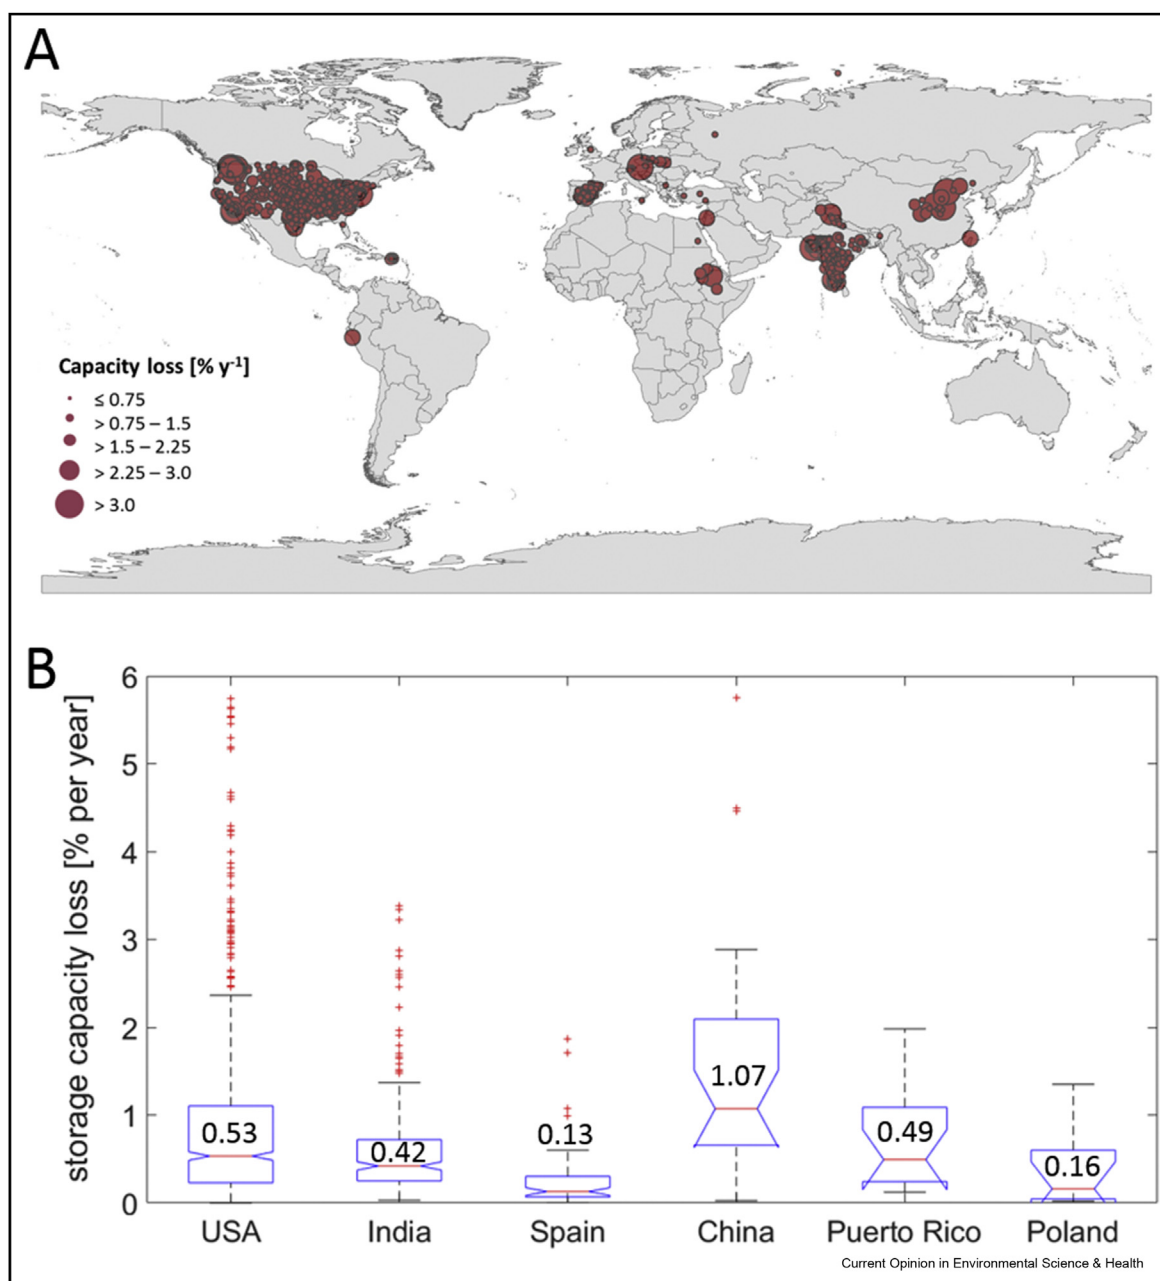 A
Capacity loss [% y-1]
≤ 0.75
> 0.75 – 1.5
> 1.5 – 2.25
> 2.25 – 3.0
> 3.0
B
storage capacity loss [% per year]
6
5
4
3
2
1
0
0.53
0.42
0.13
1.07
0.49
0.16
USA
India
Spain
China
Puerto Rico
Poland
Current Opinion in Environmental Science & Health